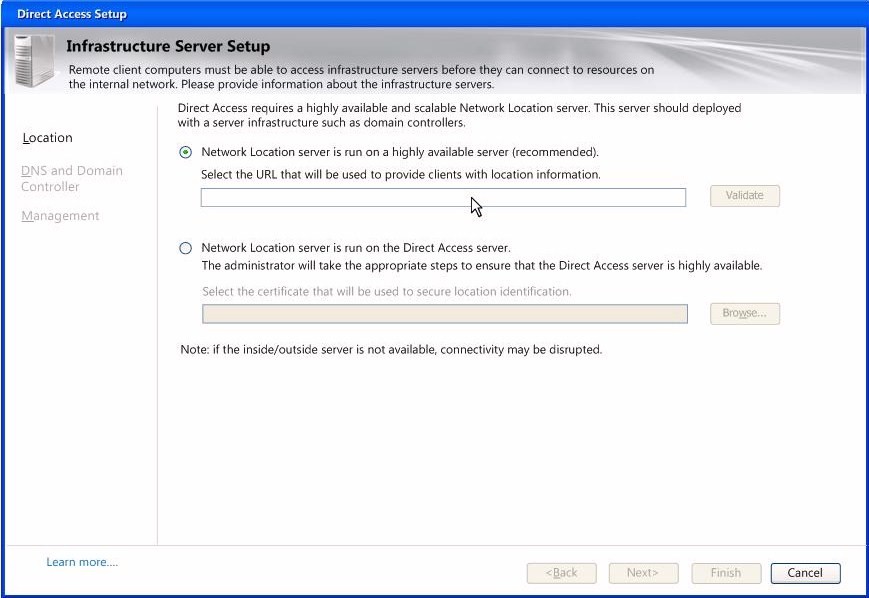 Direct Access Setup
Infrastructure Server Setup
Remote client computers must be able to access infrastructure servers before they can connect to resources on
the internal network. Please provide information about the infrastructure servers.
Location
DNS and Domain
Controller
Management
Direct Access requires a highly available and scalable Network Location server. This server should deployed
with a server infrastructure such as domain controllers.
Network Location server is run on a highly available server (recommended).
Select the URL that will be used to provide clients with location information.
Validate
Network Location server is run on the Direct Access server.
The administrator will take the appropriate steps to ensure that the Direct Access server is highly available.
Select the certificate that will be used to secure location identification.
Browse...
Note: if the inside/outside server is not available, connectivity may be disrupted.
Learn more....
<Back
Next>
Finish
Cancel